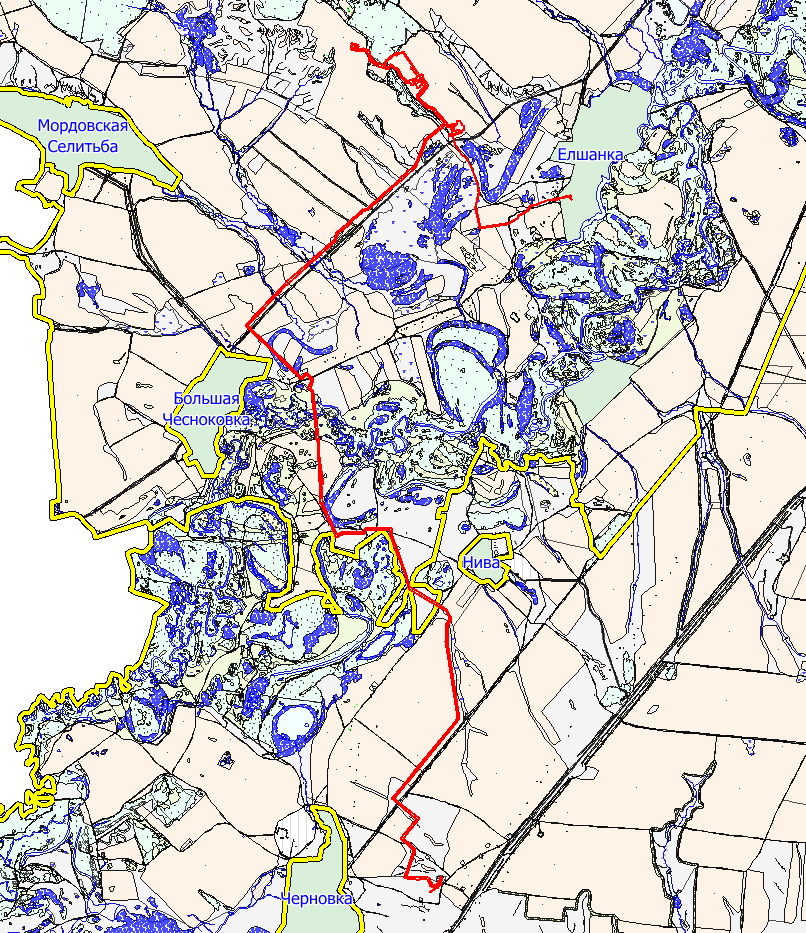 Мордовская
Селитьба
Елшанка
Большая
Чесноковка
Нива
Черновка